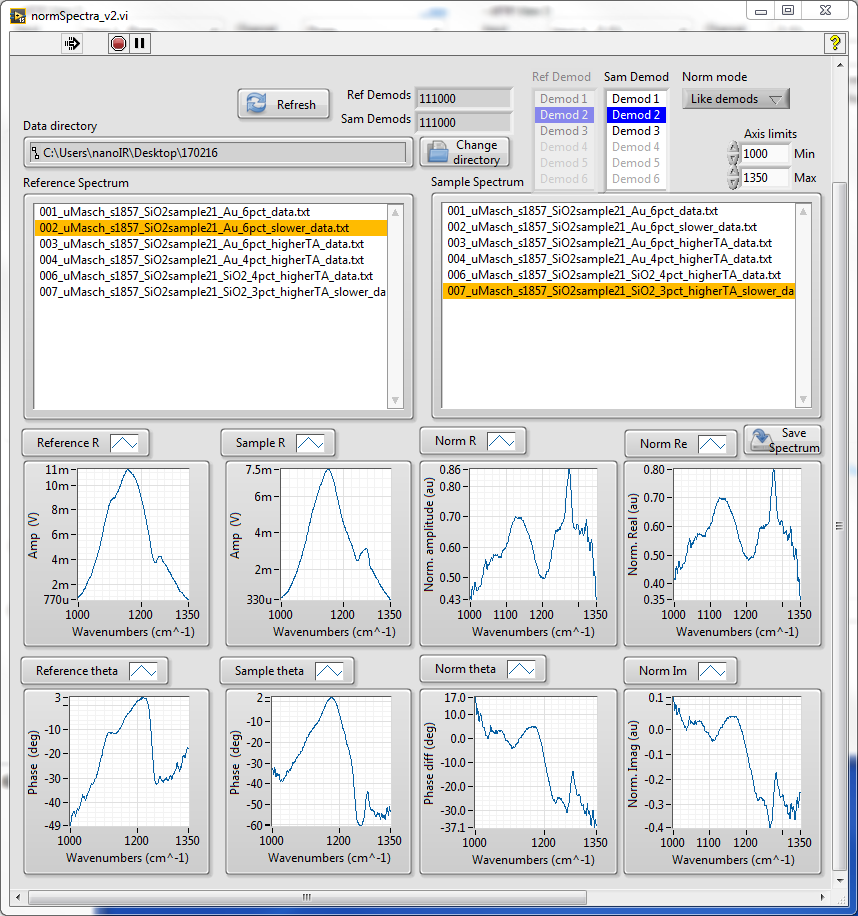 normSpectra_v2.vi
Refresh
Ref Demods
111000
Sam Demods
111000
Ref Demod
Demod 1
Demod 2
Demod 3
Demod 4
Demod 5
Demod 6
Sam Demod
Demod 1
Demod 2
Demod 3
Demod 4
Demod 5
Demod 6
Norm mode
Like demods
Axis limits
1000 Min
1350 Max
Data directory
C:\Users\nanoIR\Desktop\170216
Change
directory
Reference Spectrum
001_uMasch_s1857_SiO2sample21_Au_6pct_data.txt
002_uMasch_s1857_SiO2sample21_Au_6pct_slower_data.txt
003_uMasch_s1857_SiO2sample21_Au_6pct_higherTA_data.txt
004_uMasch_s1857_SiO2sample21_Au_4pct_higherTA_data.txt
006_uMasch_s1857_SiO2sample21_SiO2_4pct_higherTA_data.txt
007_uMasch_s1857_SiO2sample21_SiO2_3pct_higherTA_slower_da
Sample Spectrum
001_uMasch_s1857_SiO2sample21_Au_6pct_data.txt
002_uMasch_s1857_SiO2sample21_Au_6pct_slower_data.txt
003_uMasch_s1857_SiO2sample21_Au_6pct_higherTA_data.txt
004_uMasch_s1857_SiO2sample21_Au_4pct_higherTA_data.txt
006_uMasch_s1857_SiO2sample21_SiO2_4pct_higherTA_data.txt
007_uMasch_s1857_SiO2sample21_SiO2_3pct_higherTA_slower_da
Save
Spectrum
Reference R
Amp (V)
11m
10m
8m
6m
4m
2m
770u
1000 1200 1350
Wavenumbers (cm^-1)
Sample R
Amp (V)
7.5m
6m
4m
2m
330u
1000 1200 1350
Wavenumbers (cm^-1)
Norm R
Norm. amplitude (au)
0.86
0.80
0.70
0.60
0.50
0.43
1000 1100 1200 1350
Wavenumbers (cm^-1)
Norm Re
Norm. Real (au)
0.80
0.70
0.60
0.50
0.40
0.35
1000 1100 1200 1350
Wavenumbers (cm^-1)
Reference theta
Phase (deg)
3
-10
-20
-30
-40
-49
1000 1200 1350
Wavenumbers (cm^-1)
Sample theta
Phase (deg)
2
-10
-20
-30
-40
-50
-60
1000 1200 1350
Wavenumbers (cm^-1)
Norm theta
Phase diff (deg)
17.0
10.0
0.0
-10.0
-20.0
-30.0
-37.1
1000 1200 1350
Wavenumbers (cm^-1)
Norm Im
Norm. Imag (au)
0.1
0.0
-0.1
-0.2
-0.3
-0.4
1000 1100 1200 1350
Wavenumbers (cm^-1)